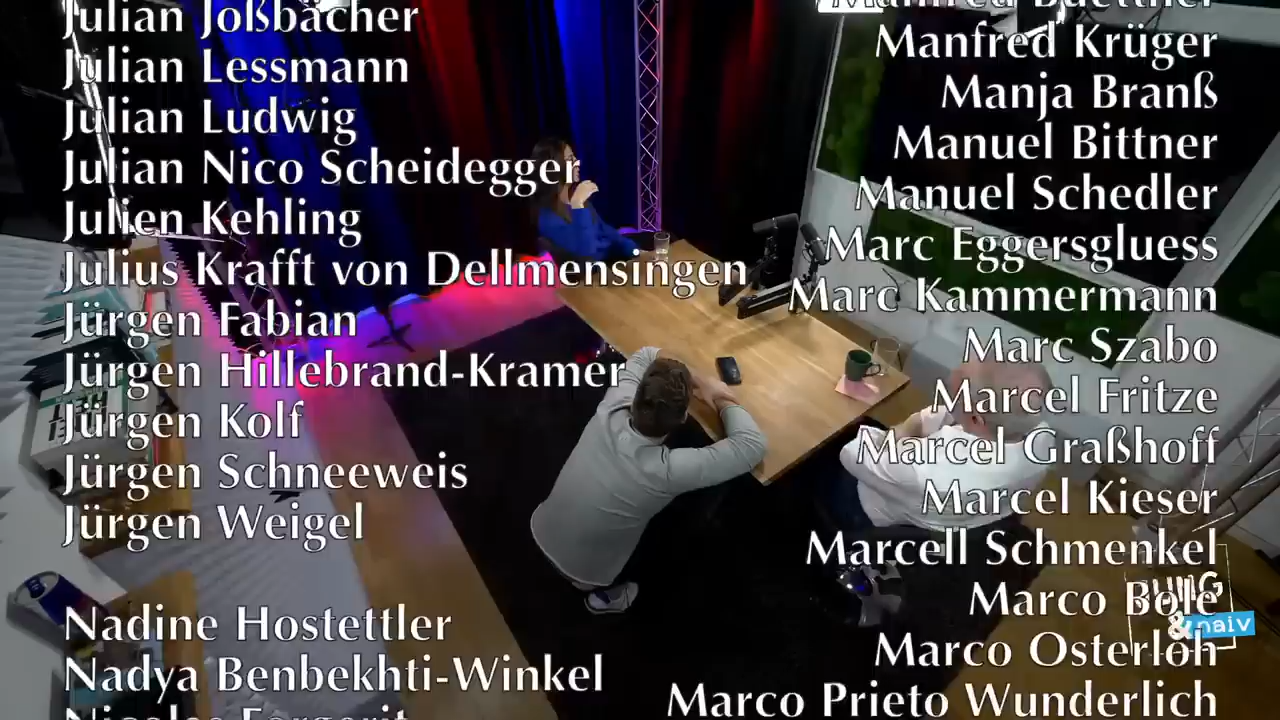 Julian Joßbächer
Julian Lessmann
Julian Ludwig
Julian Nico Scheidegger
Julien Kehling
Julius Krafft von Dellmensingen
Jürgen Fabian
Jürgen Hillebrand-Kramer
Jürgen Kolf
Jürgen Schneeweis
Jürgen Weigel
Nadine Hostettler
Nadya Benbekhti-Winkel
Manfred Krüger
Manja Branß
Manuel Bittner
Manuel Schedler
Marc Eggersgluess
Marc Kammermann
Marc Szabo
Marcel Fritze
Marcel Graßhoff
Marcel Kieser
Marcell Schmenkel
Marco Bole
Marco Osterloh
Marco Prieto Wunderlich
JUNG
& naiv